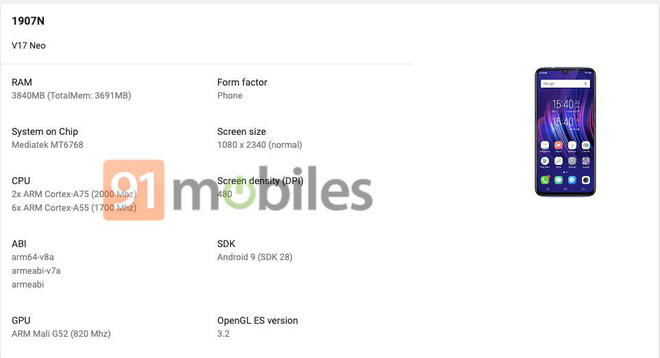 1907N
V17 Neo
RAM
3840MB (TotalMem: 3691MB)
Form factor
Phone
System on Chip
Mediatek MT6768
Screen size
1080 x 2340 (normal)
CPU
2x ARM Cortex-A75 (2000 Mhz)
6x ARM Cortex-A55 (1700 Mhz)
Screen density (DPI)
480
91mobiles
ABI
arm64-v8a
armeabi-v7a
armeabi
SDK
Android 9 (SDK 28)
GPU
ARM Mali G52 (820 Mhz)
OpenGL ES version
3.2
Google
15:40
15:40